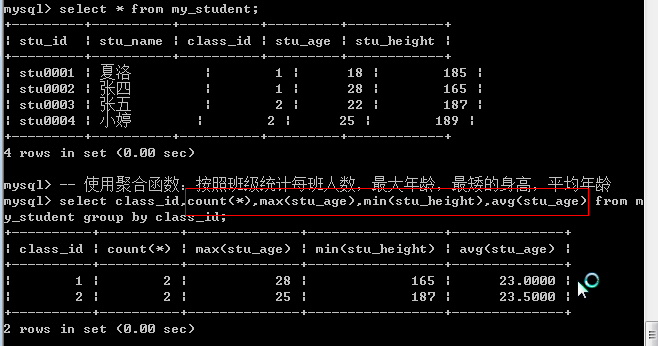 mysql> select * from my_student;
+---------+----------+----------+---------+------------+
| stu_id | stu_name | class_id | stu_age | stu_height |
+---------+----------+----------+---------+------------+
| stu0001 | 夏洛 | 1 | 18 | 185 |
| stu0002 | 张四 | 1 | 28 | 165 |
| stu0003 | 张五 | 2 | 22 | 187 |
| stu0004 | 小婷 | 2 | 25 | 189 |
+---------+----------+----------+---------+------------+
4 rows in set (0.00 sec)
mysql> -- 使用聚合函数：按照班级统计每班人数，最大年龄，最矮的身高，平均年龄
mysql> select class_id,count(*),max(stu_age),min(stu_height),avg(stu_age) from m
y_student group by class_id;
+----------+----------+--------------+-----------------+--------------+
| class_id | count(*) | max(stu_age) | min(stu_height) | avg(stu_age) |
+----------+----------+--------------+-----------------+--------------+
| 1 | 2 | 28 | 165 | 23.0000 |
| 2 | 2 | 25 | 187 | 23.5000 |
+----------+----------+--------------+-----------------+--------------+
2 rows in set (0.00 sec)